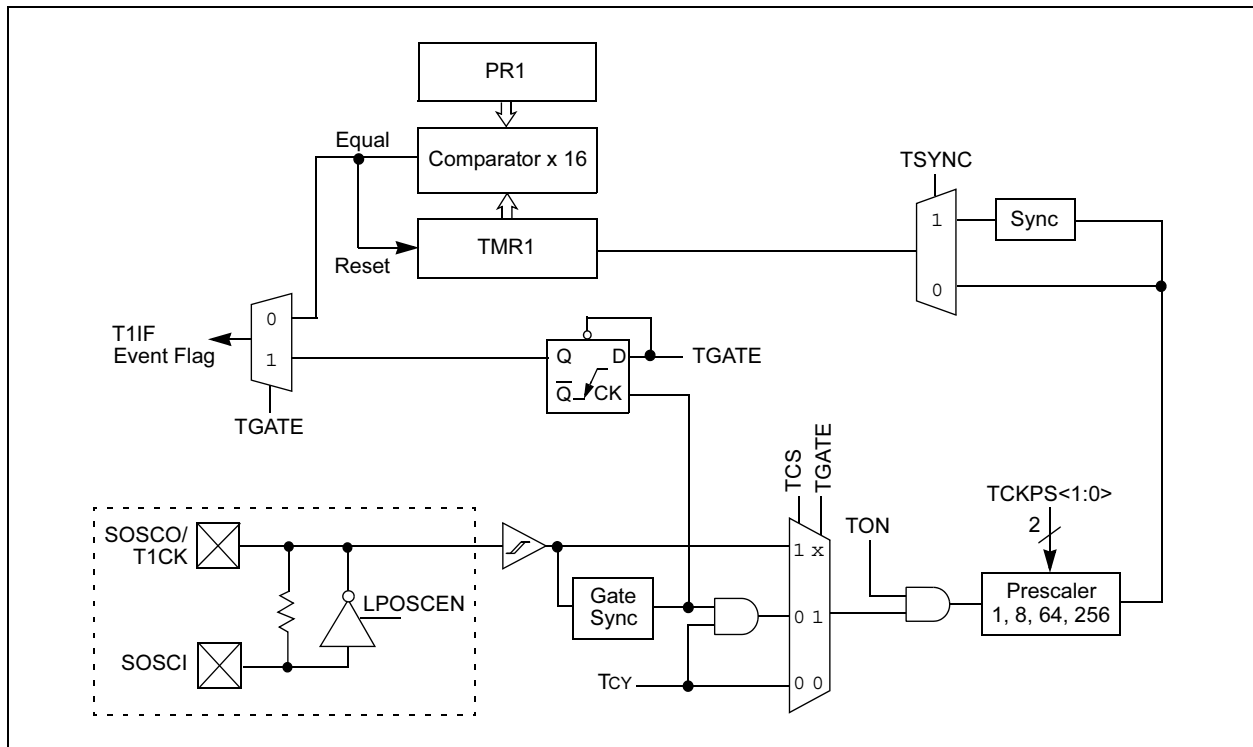 PR1
Equal
Comparator x 16
TSYNC
1
Sync
Reset
TMR1
0
0
T1IF
Event Flag
1
Q
D
TGATE
Q̅
CK
TGATE
TCS
TGATE
TCKPS<1:0>
2
TON
SOSCO/
T1CK
1 x
LPOSCEN
Gate
Sync
0 1
Prescaler
1, 8, 64, 256
SOSCI
TCY
0 0